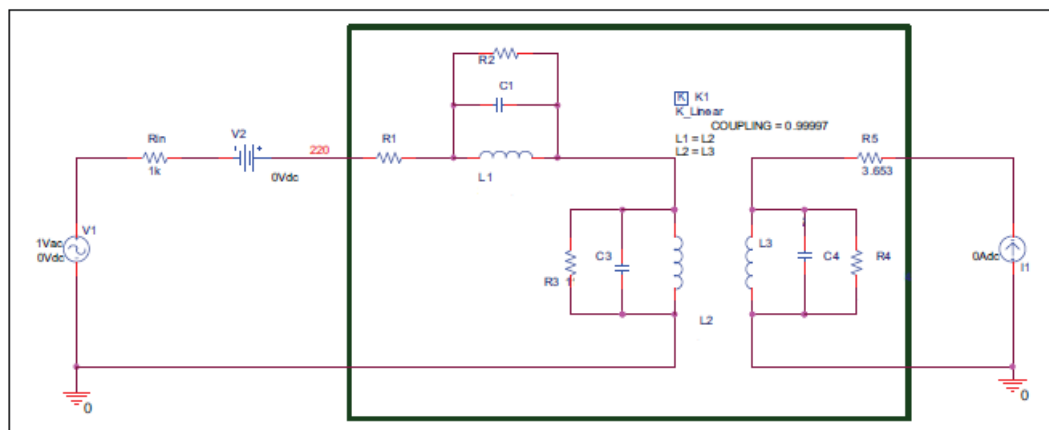 R2
C1
K K1
K_Linear
COUPLING = 0.99997
L1 = L2
L2 = L3
Rin
1k
V2
0Vdc
220
R1
L1
R5
3.653
V1
1Vac
0Vdc
R3
C3
L2
L3
C4
R4
0Adc
I1
0
0